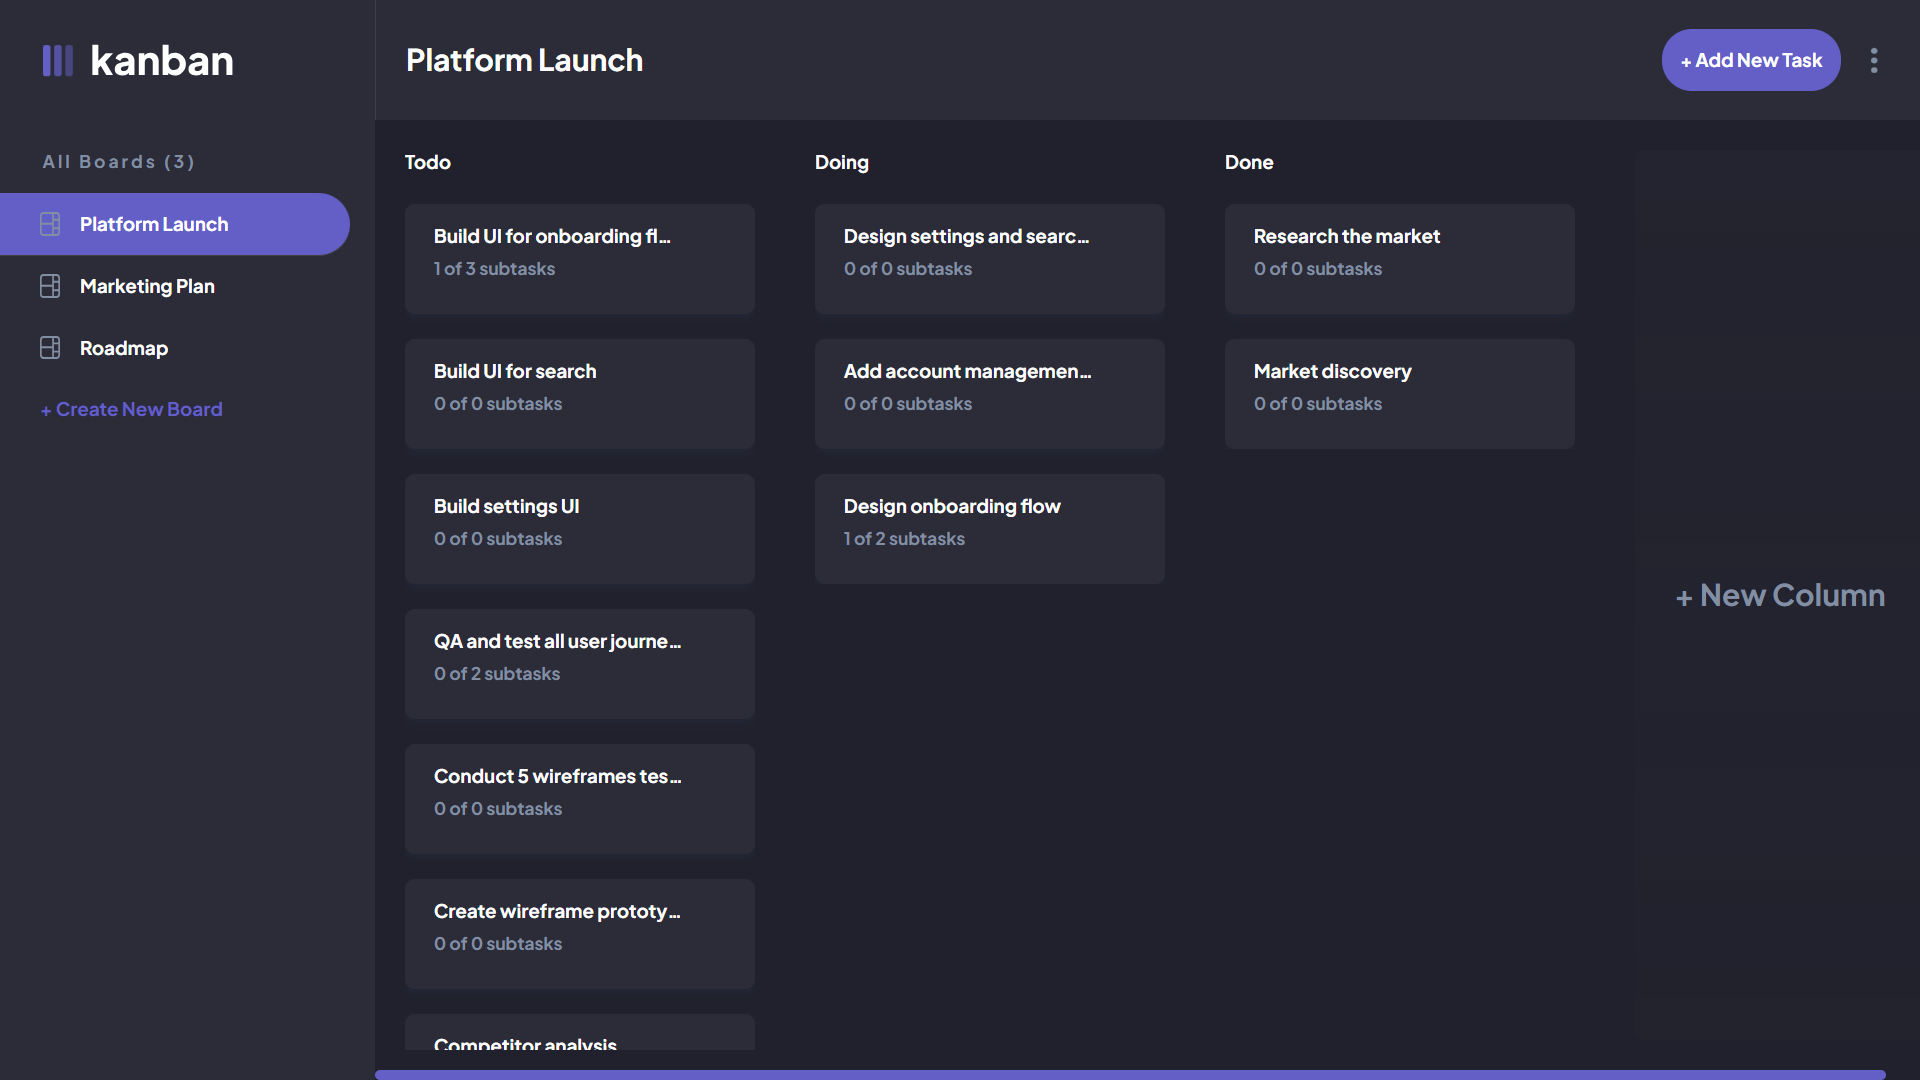 kanban
All Boards (3)
Platform Launch
Marketing Plan
Roadmap
+ Create New Board
Platform Launch
+ Add New Task
Todo
Build UI for onboarding fl...
1 of 3 subtasks
Build UI for search
0 of 0 subtasks
Build settings UI
0 of 0 subtasks
QA and test all user journe...
0 of 2 subtasks
Conduct 5 wireframes tes...
0 of 0 subtasks
Create wireframe prototy...
0 of 0 subtasks
Competitor analysis
Doing
Design settings and searc...
0 of 0 subtasks
Add account managemen...
0 of 0 subtasks
Design onboarding flow
1 of 2 subtasks
Done
Research the market
0 of 0 subtasks
Market discovery
0 of 0 subtasks
+ New Column